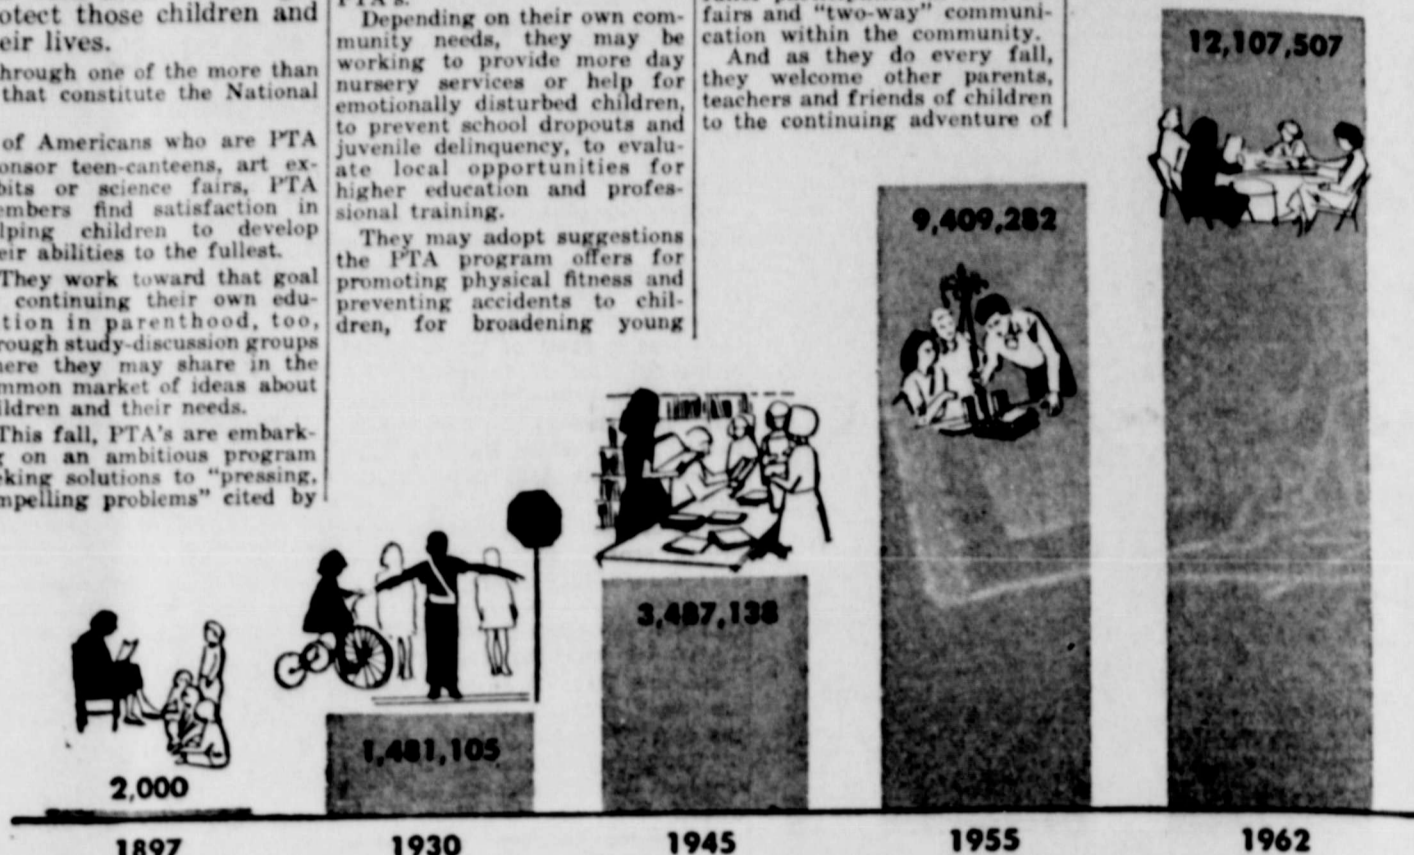 otect those children and
eir lives.
hrough one of the more than
that constitute the National
of Americans who are PTA
onsor teen-canteens, art ex-
bits or science fairs, PTA
embers find satisfaction in
lping children to develop
eir abilities to the fullest.
They work toward that goal
continuing their own edu-
tion in parenthood, too,
rough study-discussion groups
here they may share in the
mmon market of ideas about
ildren and their needs.
This fall, PTA's are embark-
g on an ambitious program
eking solutions to "pressing,
mpelling problems" cited by
PTA's.
Depending on their own com-
munity needs, they may be
working to provide more day
nursery services or help for
emotionally disturbed children,
to prevent school dropouts and
juvenile delinquency, to evalu-
ate local opportunities for
higher education and profes-
sional training.
They may adopt suggestions
the PTA program offers for
promoting physical fitness and
preventing accidents to chil-
dren, for broadening young
fairs and "two-way" communi-
cation within the community.
And as they do every fall,
they welcome other parents,
teachers and friends of children
to the continuing adventure of
2,000
1,481,105
3,487,138
9,409,282
12,107,507
1897
1930
1945
1955
1962